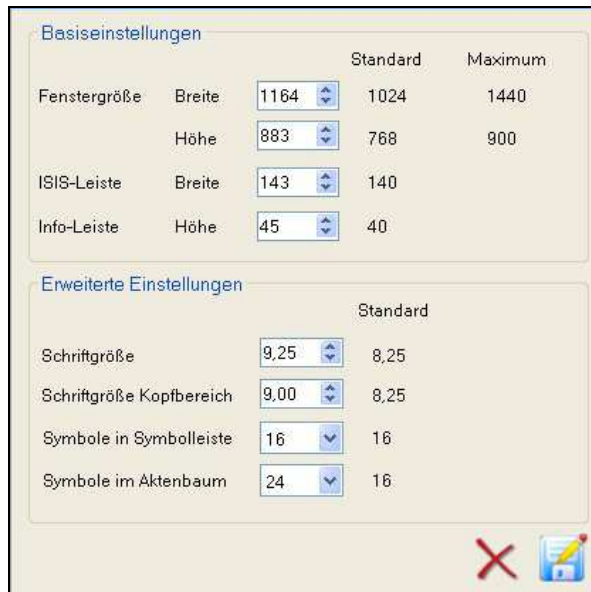 Basiseinstellungen
Standard Maximum
Fenstergröße Breite 1164 1024 1440
Höhe 883 768 900
ISIS-Leiste Breite 143 140
Info-Leiste Höhe 45 40
Erweiterte Einstellungen
Standard
Schriftgröße 9,25 8,25
Schriftgröße Kopfbereich 9,00 8,25
Symbole in Symbolleiste 16 16
Symbole im Aktenbaum 24 16